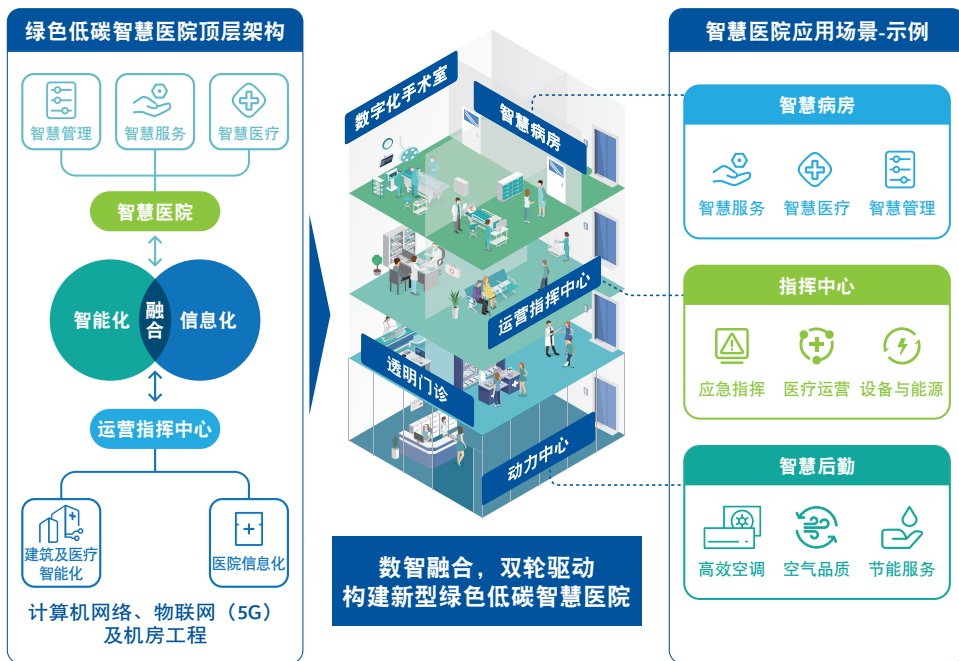 绿色低碳智慧医院顶层架构
智慧管理
智慧服务
智慧医疗
智慧医院
智能化
融合
信息化
运营指挥中心
建筑及医疗
智能化
医院信息化
计算机网络、物联网（5G）
及机房工程
数字化手术室
智慧病房
运营指挥中心
透明门诊
动力中心
数智融合，双轮驱动
构建新型绿色低碳智慧医院
智慧医院应用场景-示例
智慧病房
智慧服务
智慧医疗
智慧管理
指挥中心
应急指挥
医疗运营
设备与能源
智慧后勤
高效空调
空气品质
节能服务